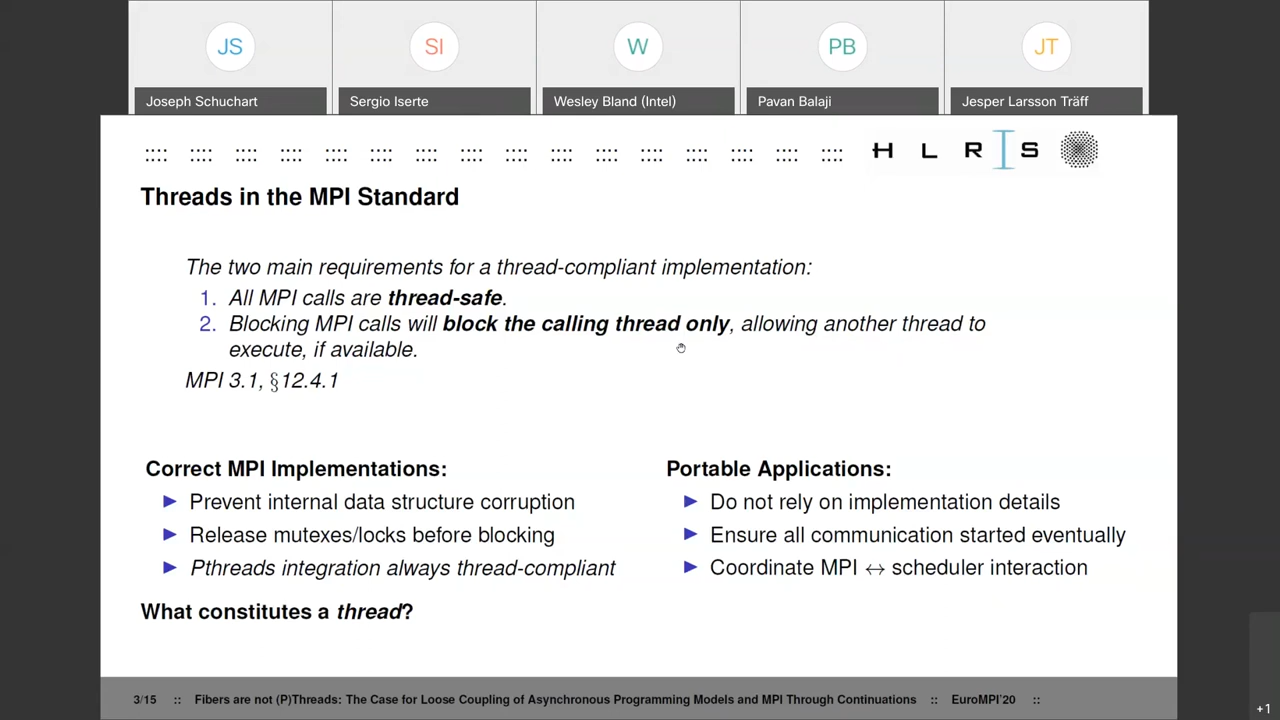 JS
SI
W
PB
JT
Joseph Schuchart
Sergio Iserte
Wesley Bland (Intel)
Pavan Balaji
Jesper Larsson Träff
H L R I S
Threads in the MPI Standard
The two main requirements for a thread-compliant implementation:
1. All MPI calls are thread-safe.
2. Blocking MPI calls will block the calling thread only, allowing another thread to
execute, if available.
MPI 3.1, §12.4.1
Correct MPI Implementations:
▶ Prevent internal data structure corruption
▶ Release mutexes/locks before blocking
▶ Pthreads integration always thread-compliant
Portable Applications:
▶ Do not rely on implementation details
▶ Ensure all communication started eventually
▶ Coordinate MPI ↔ scheduler interaction
What constitutes a thread?
3/15 :: Fibers are not (P)Threads: The Case for Loose Coupling of Asynchronous Programming Models and MPI Through Continuations :: EuroMPI'20 ::
+1